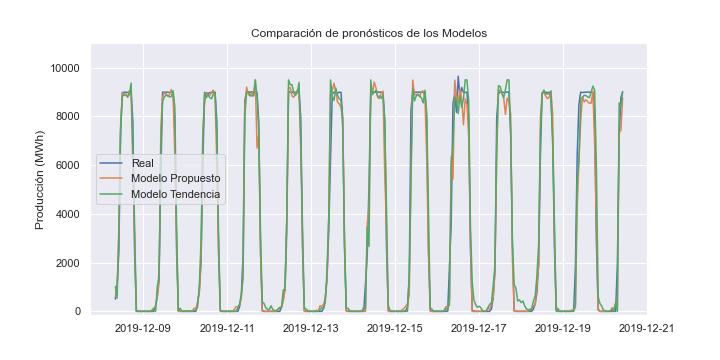 Comparación de pronósticos de los Modelos
Producción (MWh)
10000
8000
6000
4000
2000
0
Real
Modelo Propuesto
Modelo Tendencia
2019-12-09 2019-12-11 2019-12-13 2019-12-15 2019-12-17 2019-12-19 2019-12-21